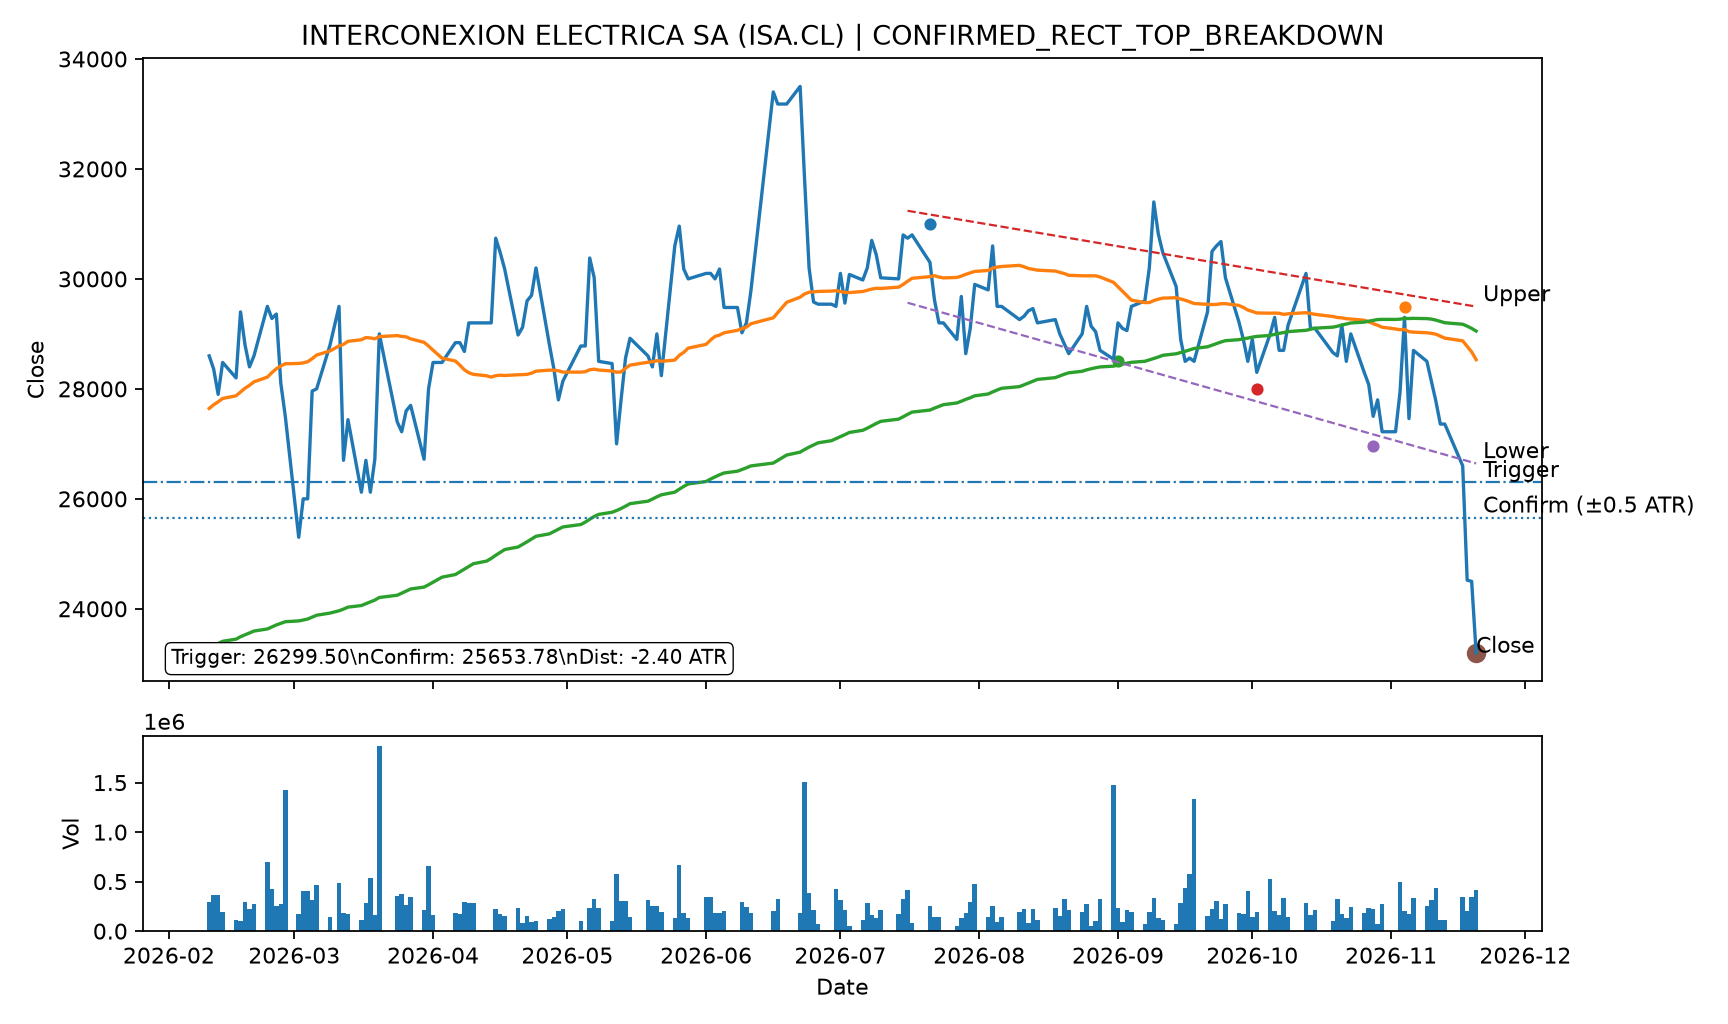 INTERCONEXION ELECTRICA SA (ISA.CL) | CONFIRMED_RECT_TOP_BREAKDOWN
34000
32000
30000
28000
26000
24000
Close
Upper
Lower
Trigger
Confirm (±0.5 ATR)
Close
Trigger: 26299.50\nConfirm: 25653.78\nDist: -2.40 ATR
1e6
1.5
1.0
0.5
0.0
Vol
2026-02 2026-03 2026-04 2026-05 2026-06 2026-07 2026-08 2026-09 2026-10 2026-11 2026-12
Date